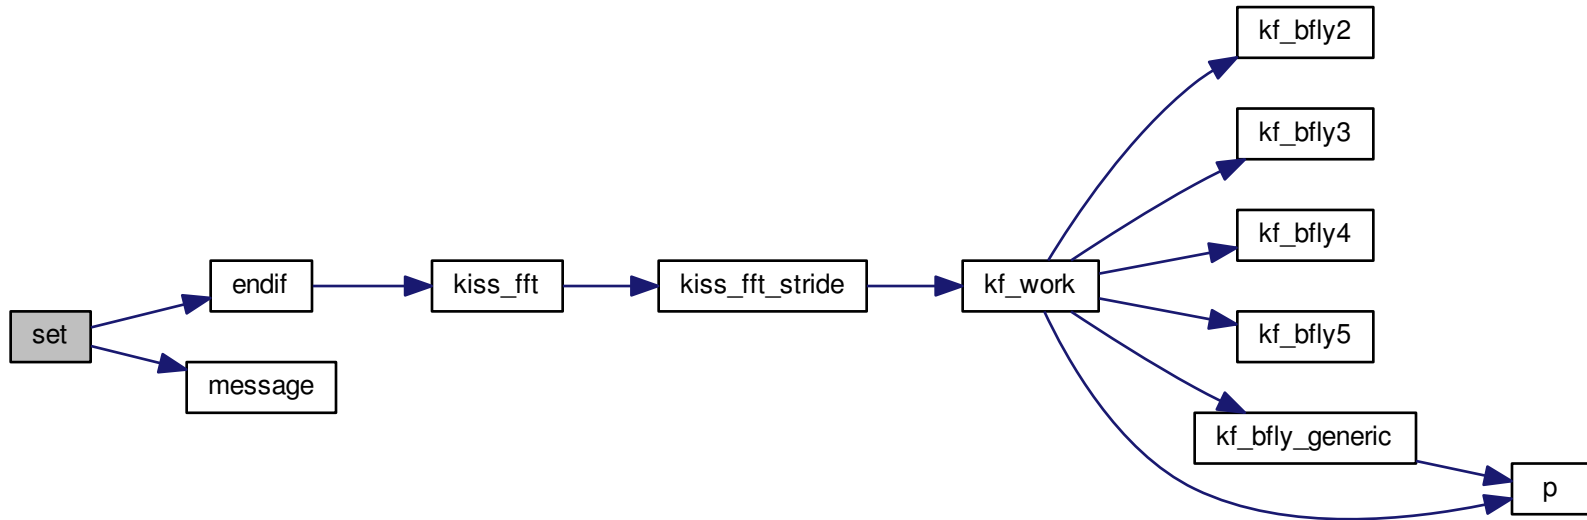 set
endif
message
kiss_fft
kiss_fft_stride
kf_work
kf_bfly2
kf_bfly3
kf_bfly4
kf_bfly5
kf_bfly_generic
p